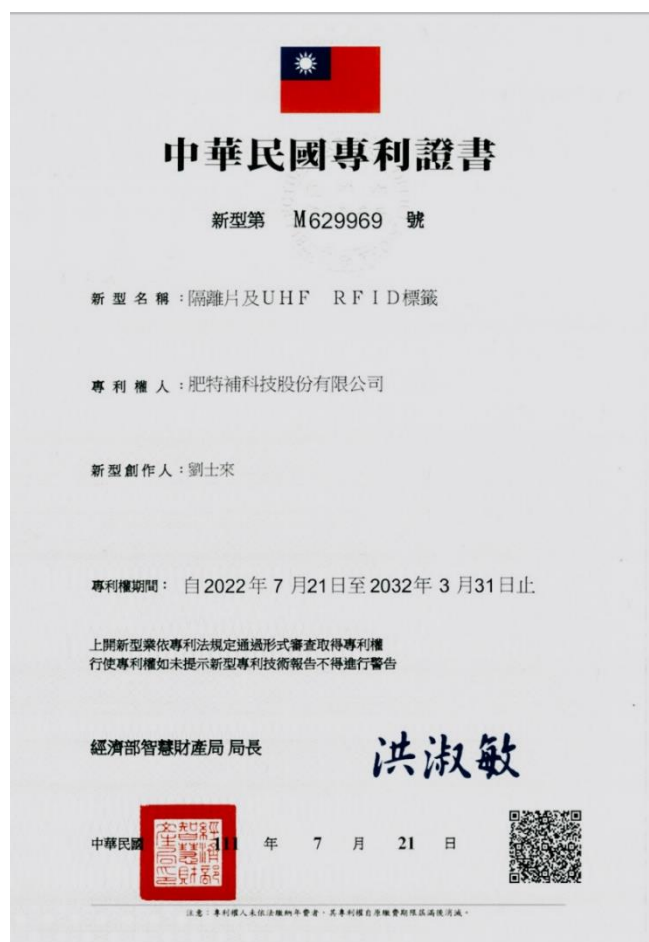 中華民國專利證書
新型第 M629969 號
新型名稱：隔離片及UHF RFID標籤
專利權人：肥特補科技股份有限公司
新型創作人：劉士來
專利權期間： 自2022年 7 月21日至 2032年 3 月31日止
上開新型業依專利法規定通過形式審查取得專利權
行使專利權如未提示新型專利技術報告不得進行警告
經濟部智慧財產局 局長 洪淑敏
中華民國 111 年 7 月 21 日
經濟部智慧財產局印
注意：專利權人未依法繳納年費者，其專利權自原繳費期限屆滿後消滅。